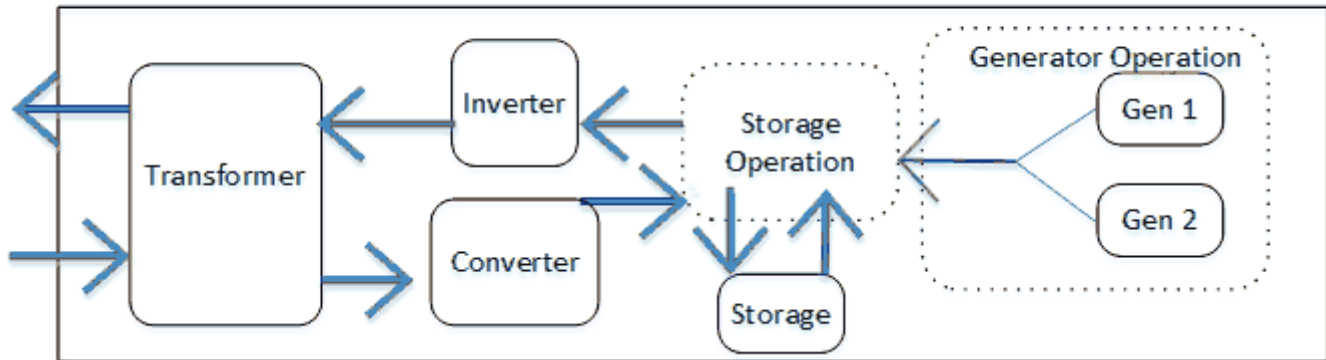 Generator Operation
Gen 1
Inverter
Storage
Operation
Transformer
Gen 2
Converter
Storage